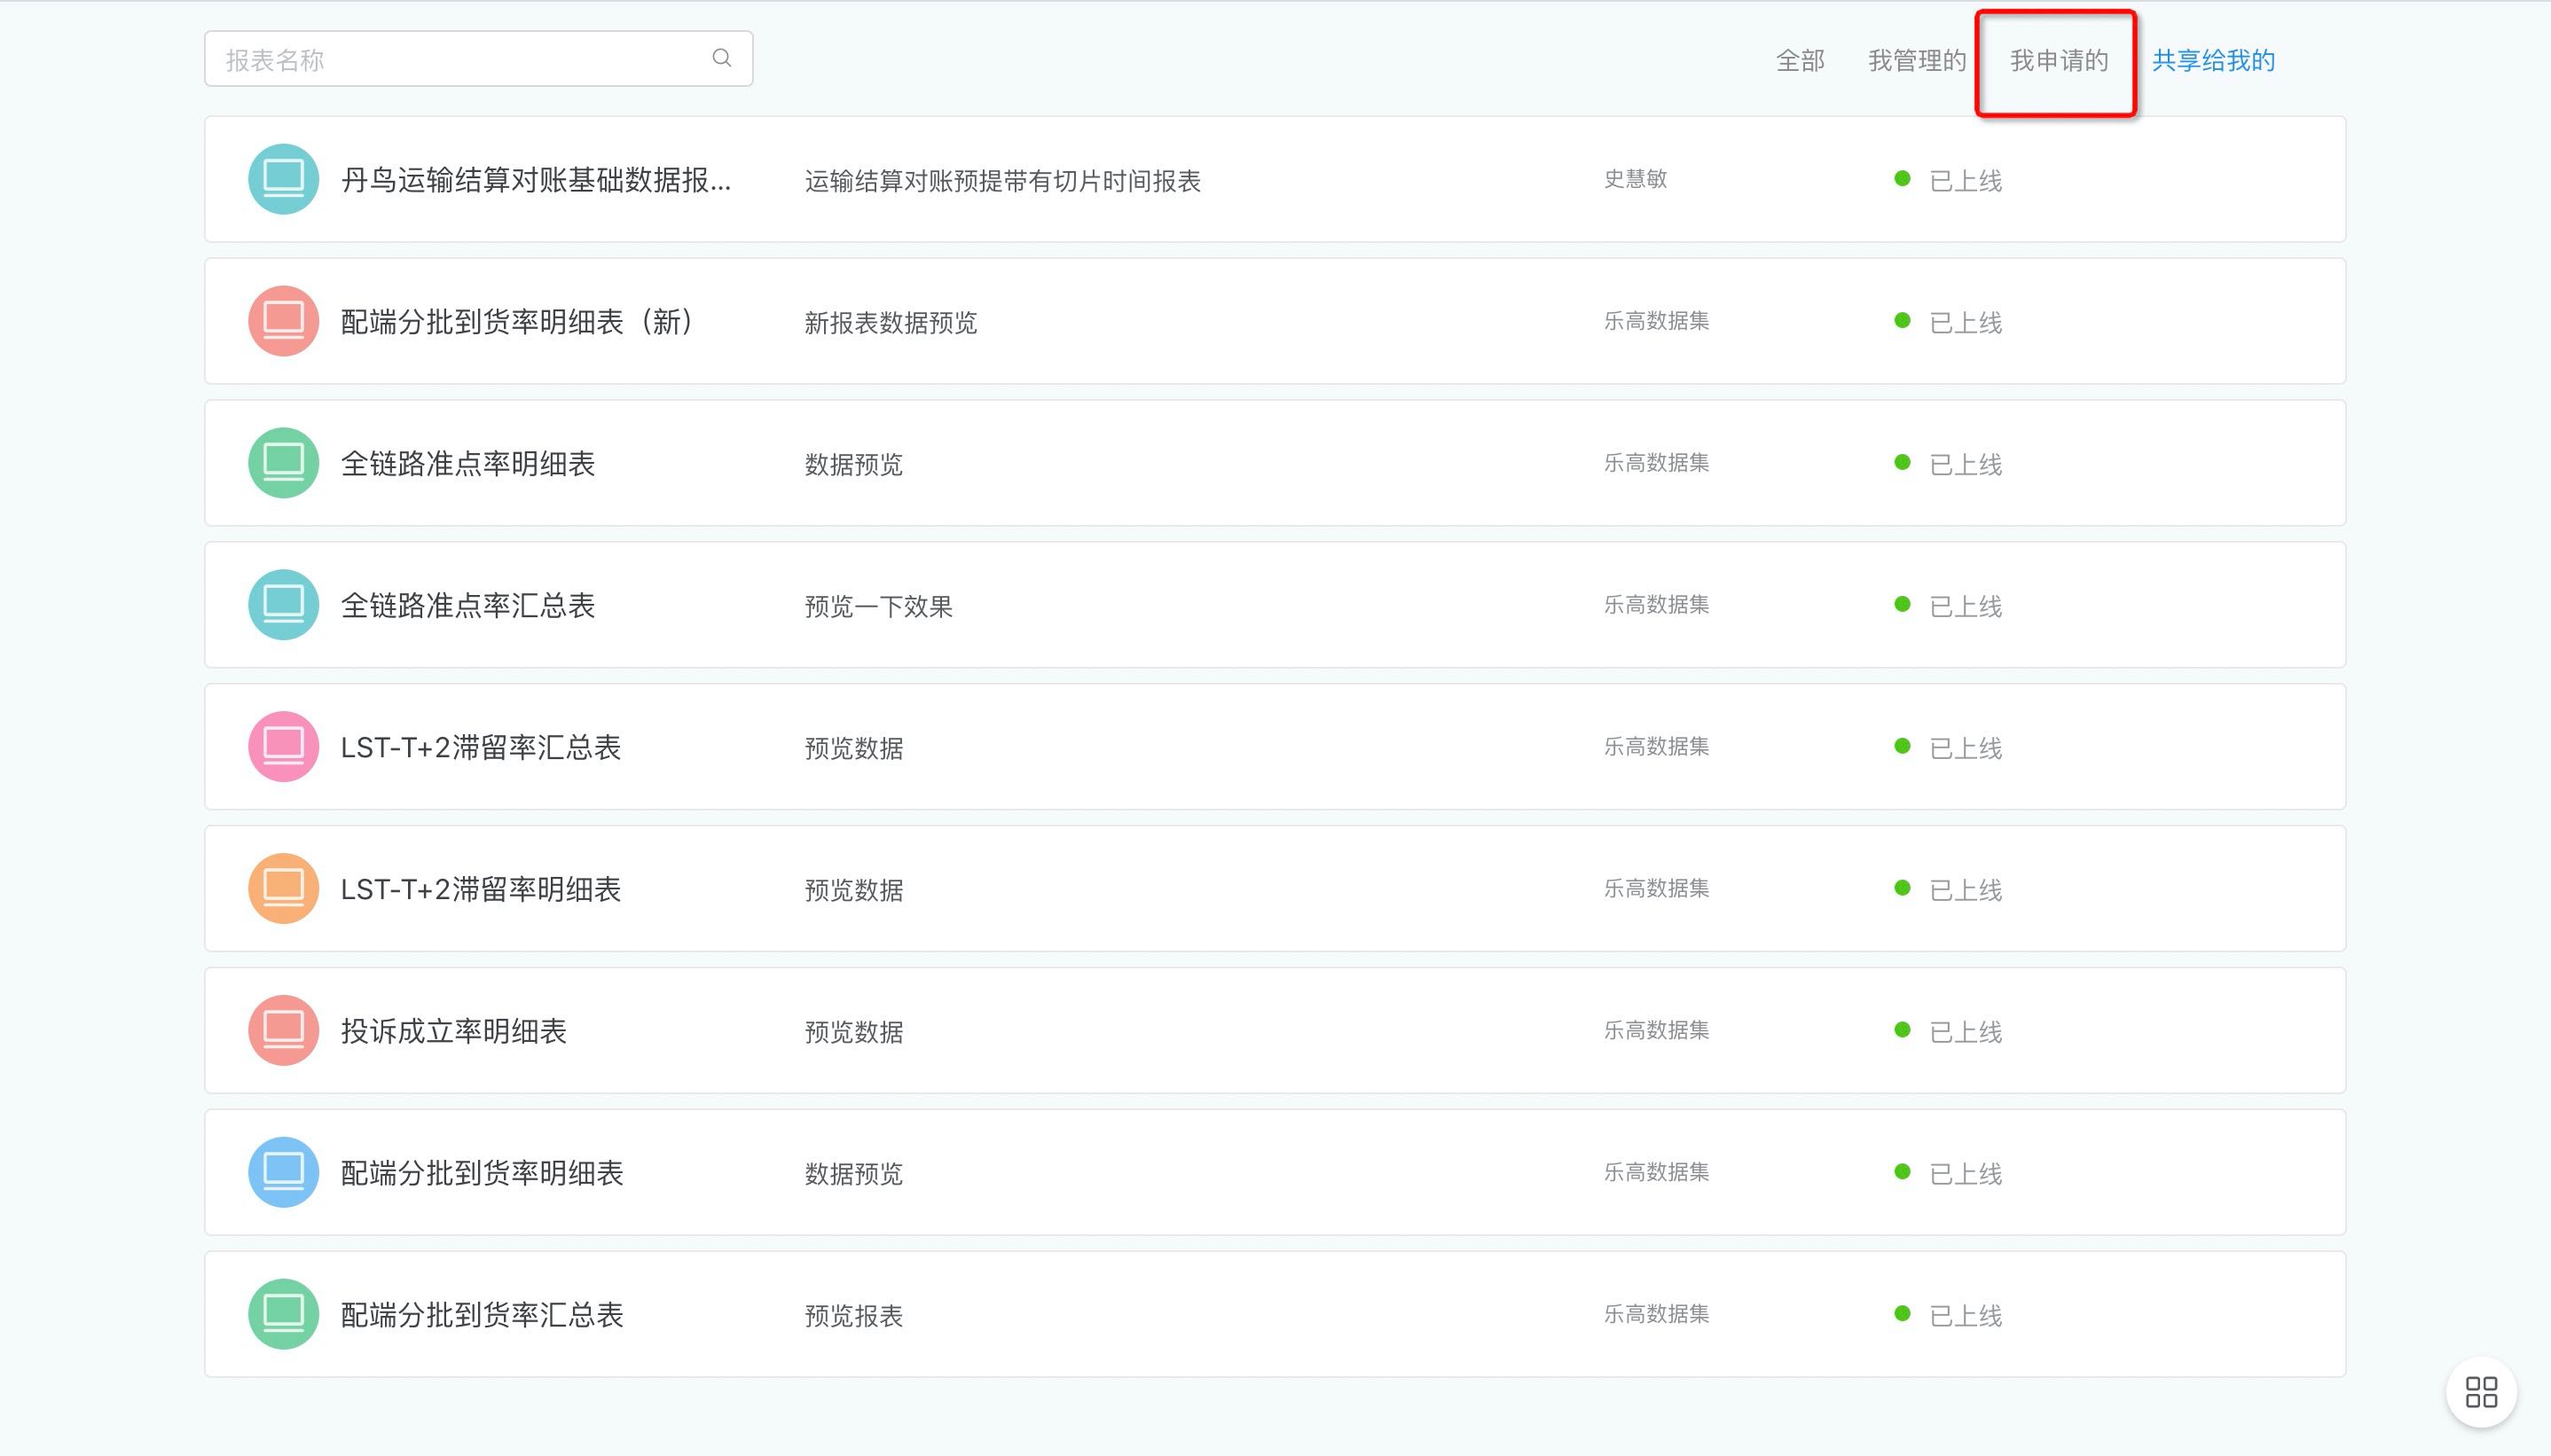 报表名称
全部 我管理的 我申请的 共享给我的
丹鸟运输结算对账基础数据报... 运输结算对账预提带有切片时间报表 史慧敏 已上线
配端分批到货率明细表（新） 新报表数据预览 乐高数据集 已上线
全链路准点率明细表 数据预览 乐高数据集 已上线
全链路准点率汇总表 预览一下效果 乐高数据集 已上线
LST-T+2滞留率汇总表 预览数据 乐高数据集 已上线
LST-T+2滞留率明细表 预览数据 乐高数据集 已上线
投诉成立率明细表 预览数据 乐高数据集 已上线
配端分批到货率明细表 数据预览 乐高数据集 已上线
配端分批到货率汇总表 预览报表 乐高数据集 已上线